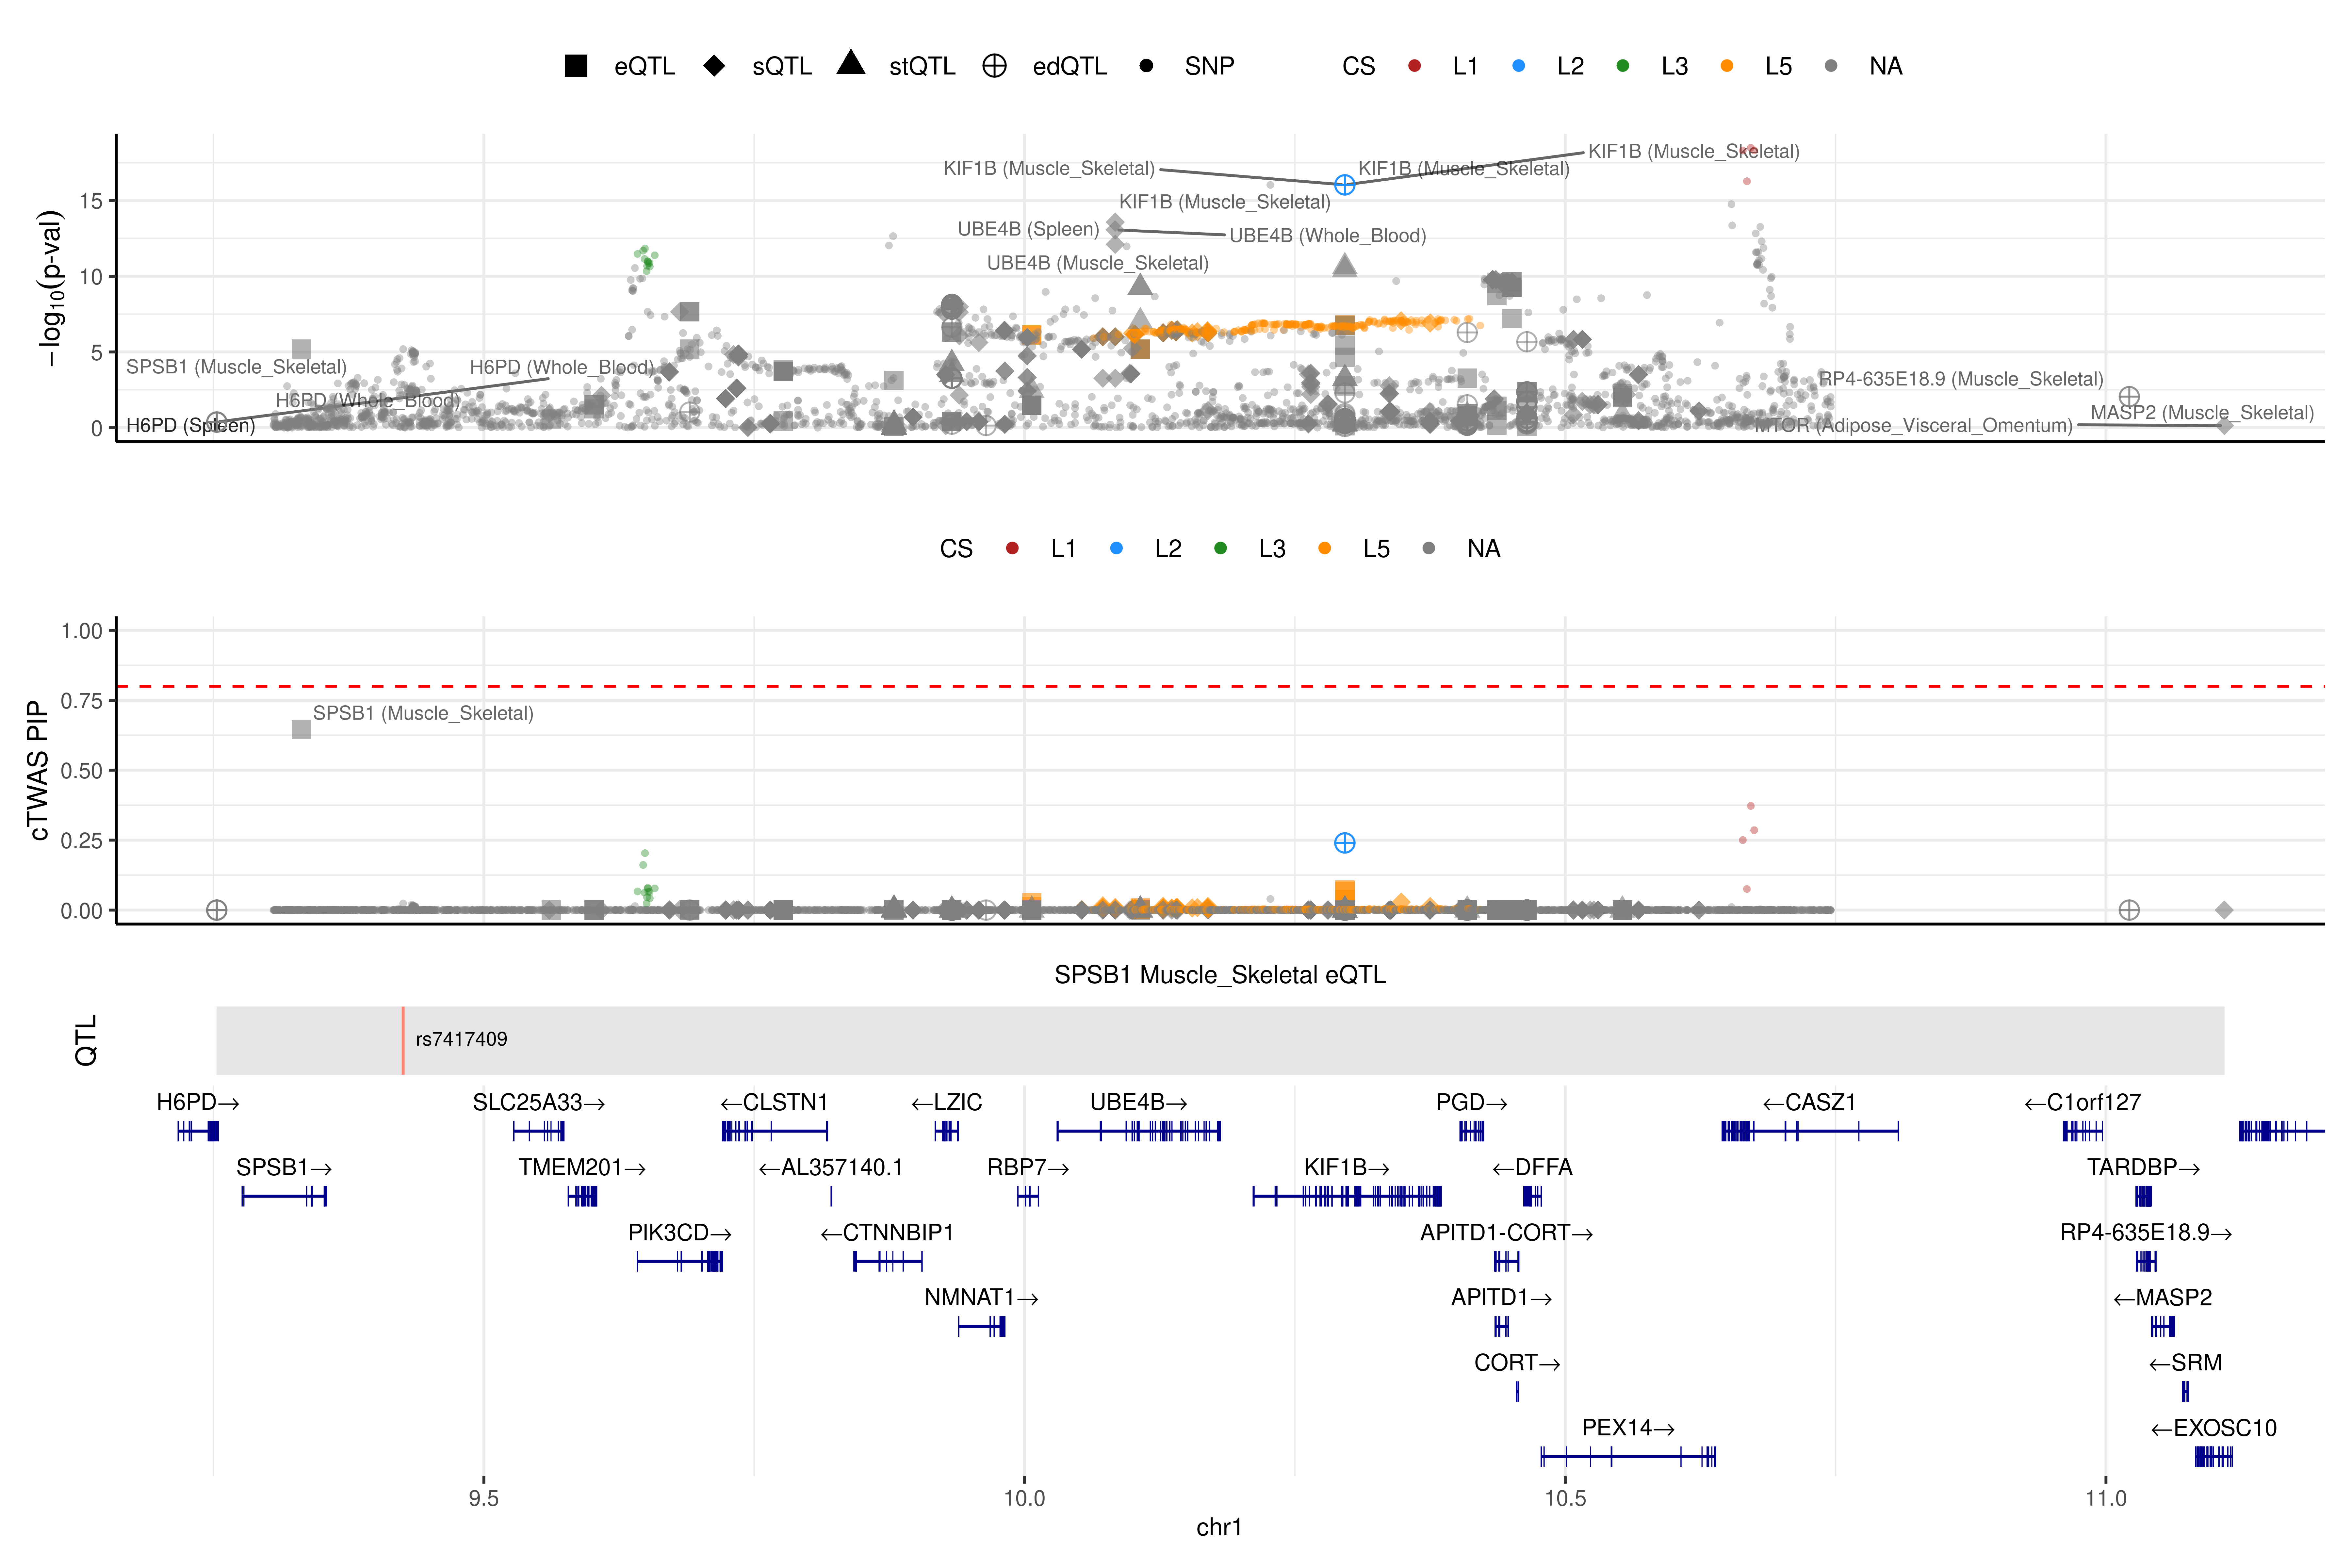 eQTL sQTL stQTL edQTL SNP CS L1 L2 L3 L5 NA
−log10(p-val)
15
10
5
0
KIF1B (Muscle_Skeletal)
KIF1B (Muscle_Skeletal)
KIF1B (Muscle_Skeletal)
KIF1B (Muscle_Skeletal)
UBE4B (Spleen)
UBE4B (Whole_Blood)
UBE4B (Muscle_Skeletal)
SPSB1 (Muscle_Skeletal)
H6PD (Whole_Blood)
H6PD (Whole_Blood)
H6PD (Spleen)
RP4-635E18.9 (Muscle_Skeletal)
MASP2 (Muscle_Skeletal)
MTOR (Adipose_Visceral_Omentum)
CS L1 L2 L3 L5 NA
cTWAS PIP
1.00
0.75
0.50
0.25
0.00
SPSB1 (Muscle_Skeletal)
SPSB1 Muscle_Skeletal eQTL
QTL
rs7417409
H6PD→ SLC25A33→ ←CLSTN1 ←LZIC UBE4B→ PGD→ ←CASZ1 ←C1orf127
SPSB1→ TMEM201→ ←AL357140.1 RBP7→ KIF1B→ ←DFFA TARDBP→
PIK3CD→ ←CTNNBIP1 APITD1-CORT→ RP4-635E18.9→
NMNAT1→ APITD1→ ←MASP2
CORT→ ←SRM
PEX14→ ←EXOSC10
9.5 10.0 10.5 11.0
chr1